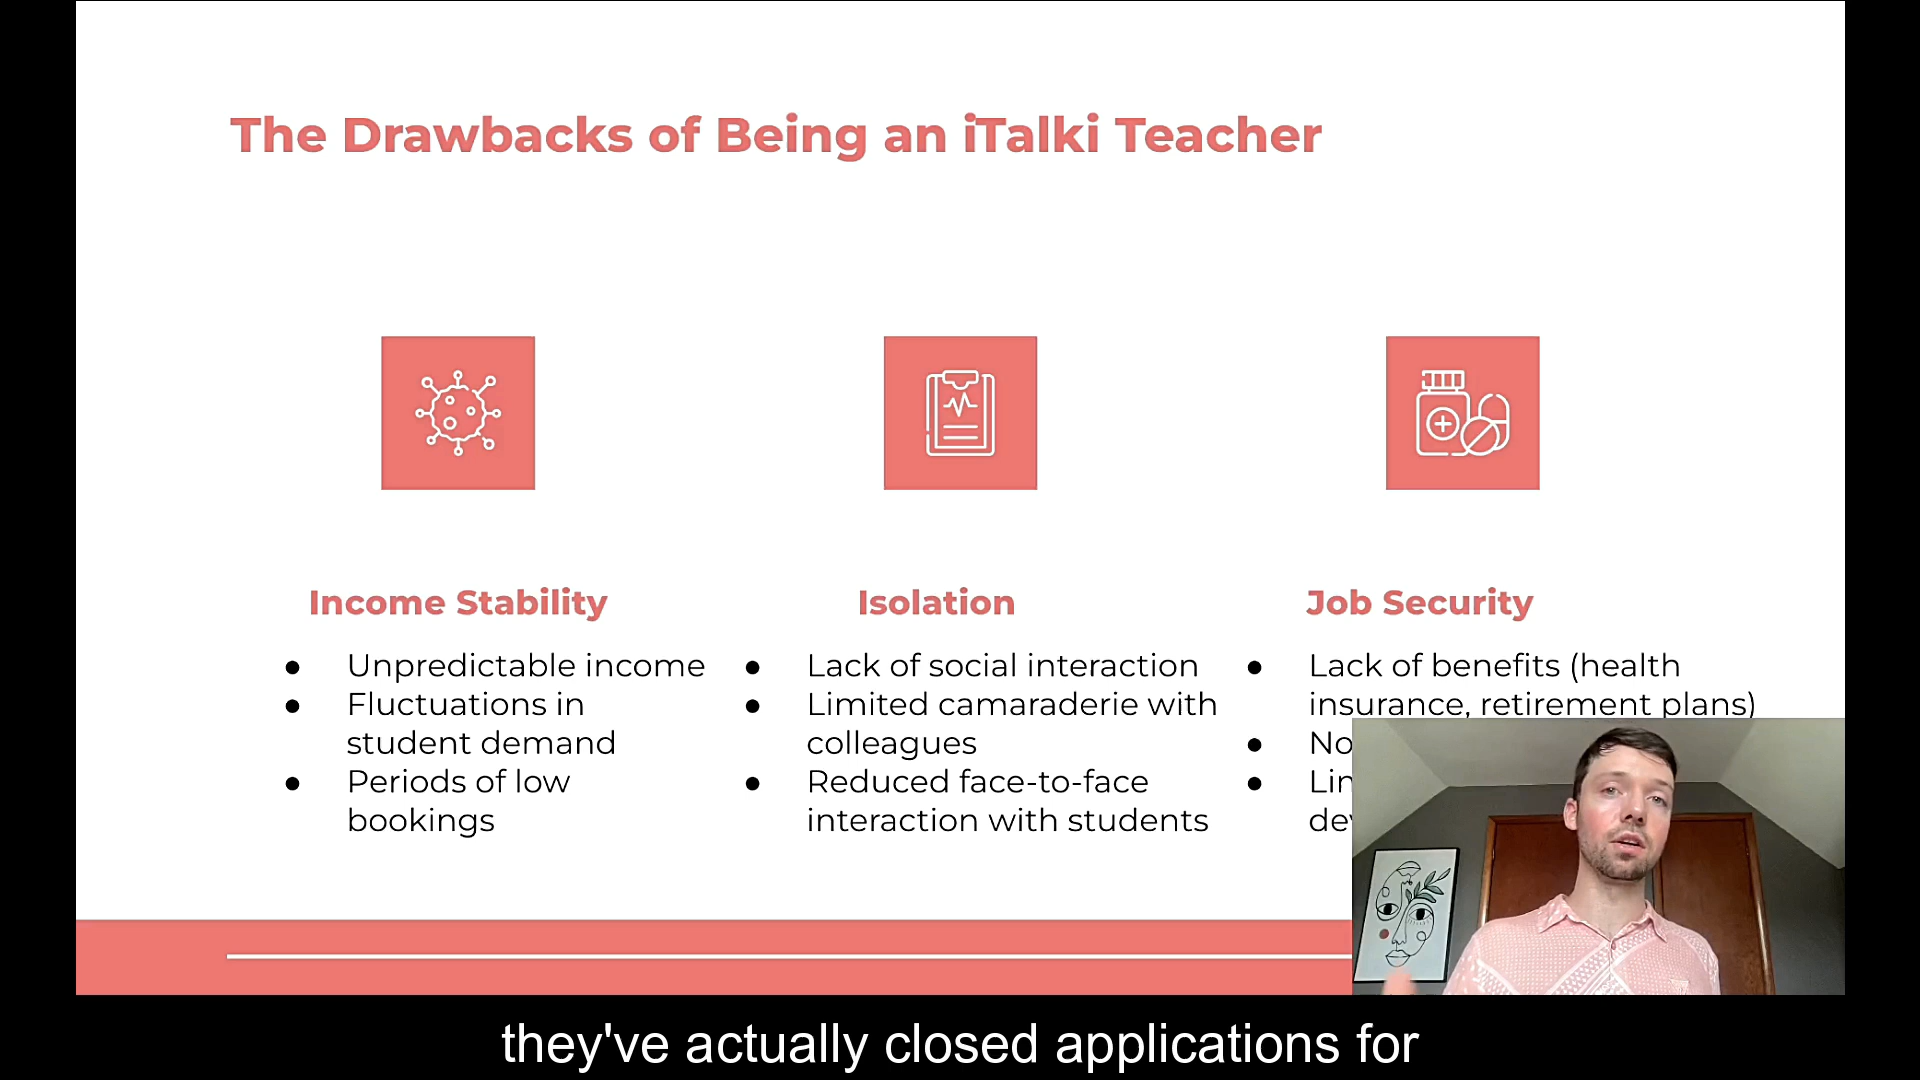 The Drawbacks of Being an iTalki Teacher
Income Stability
● Unpredictable income
● Fluctuations in
student demand
● Periods of low
bookings
Isolation
● Lack of social interaction
● Limited camaraderie with
colleagues
● Reduced face-to-face
interaction with students
Job Security
● Lack of benefits (health
insurance, retirement plans)
they've actually closed applications for